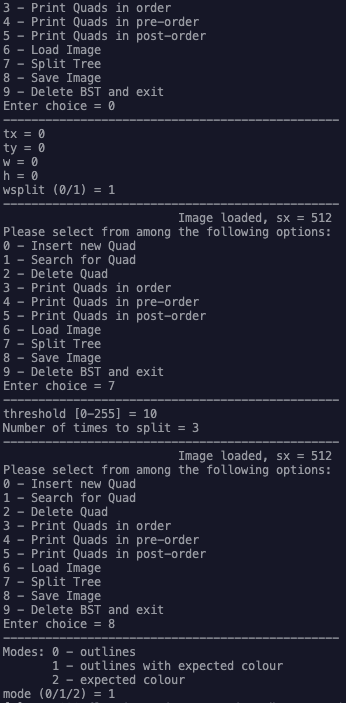 3 - Print Quads in order
4 - Print Quads in pre-order
5 - Print Quads in post-order
6 - Load Image
7 - Split Tree
8 - Save Image
9 - Delete BST and exit
Enter choice = 0
------------------------------------------------
tx = 0
ty = 0
w = 0
h = 0
wsplit (0/1) = 1
------------------------------------------------
Image loaded, sx = 512
Please select from among the following options:
0 - Insert new Quad
1 - Search for Quad
2 - Delete Quad
3 - Print Quads in order
4 - Print Quads in pre-order
5 - Print Quads in post-order
6 - Load Image
7 - Split Tree
8 - Save Image
9 - Delete BST and exit
Enter choice = 7
------------------------------------------------
threshold [0-255] = 10
Number of times to split = 3
------------------------------------------------
Image loaded, sx = 512
Please select from among the following options:
0 - Insert new Quad
1 - Search for Quad
2 - Delete Quad
3 - Print Quads in order
4 - Print Quads in pre-order
5 - Print Quads in post-order
6 - Load Image
7 - Split Tree
8 - Save Image
9 - Delete BST and exit
Enter choice = 8
------------------------------------------------
Modes: 0 - outlines
1 - outlines with expected colour
2 - expected colour
mode (0/1/2) = 1